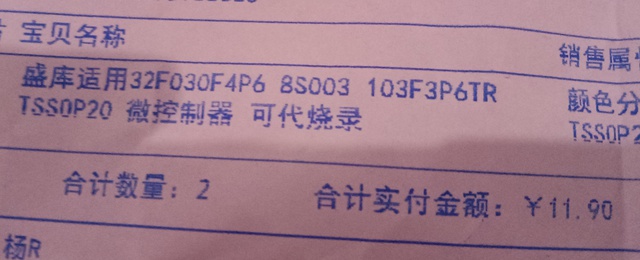 宝贝名称
销售属
盛库适用32F030F4P6 8S003 103F3P6TR
TSSOP20 微控制器 可代烧录
颜色分
TSSOP2
合计数量：2
合计实付金额：￥11.90
杨R